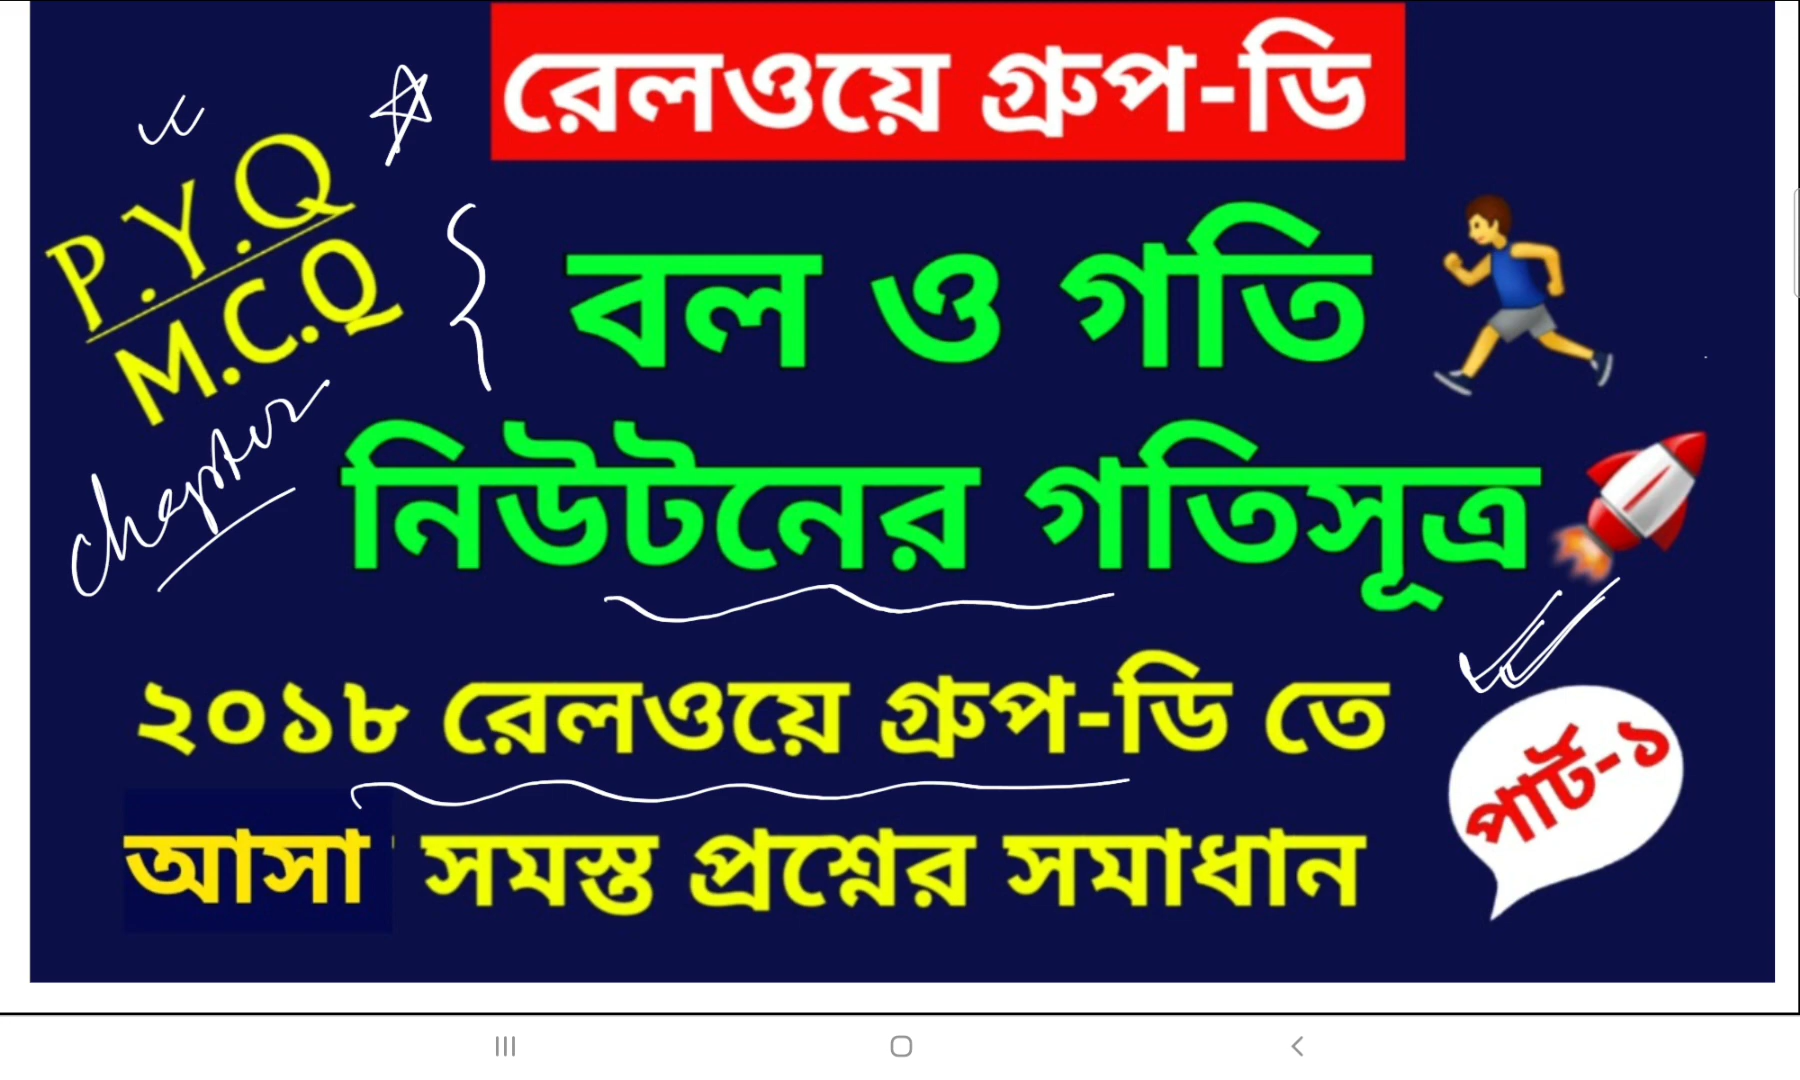 রেলওয়ে গ্রুপ-ডি
P.Y.Q
M.C.Q
chapter
বল ও গতি
নিউটনের গতিসূত্র
২০১৮ রেলওয়ে গ্রুপ-ডি তে
আসা সমস্ত প্রশ্নের সমাধান
পার্ট-১